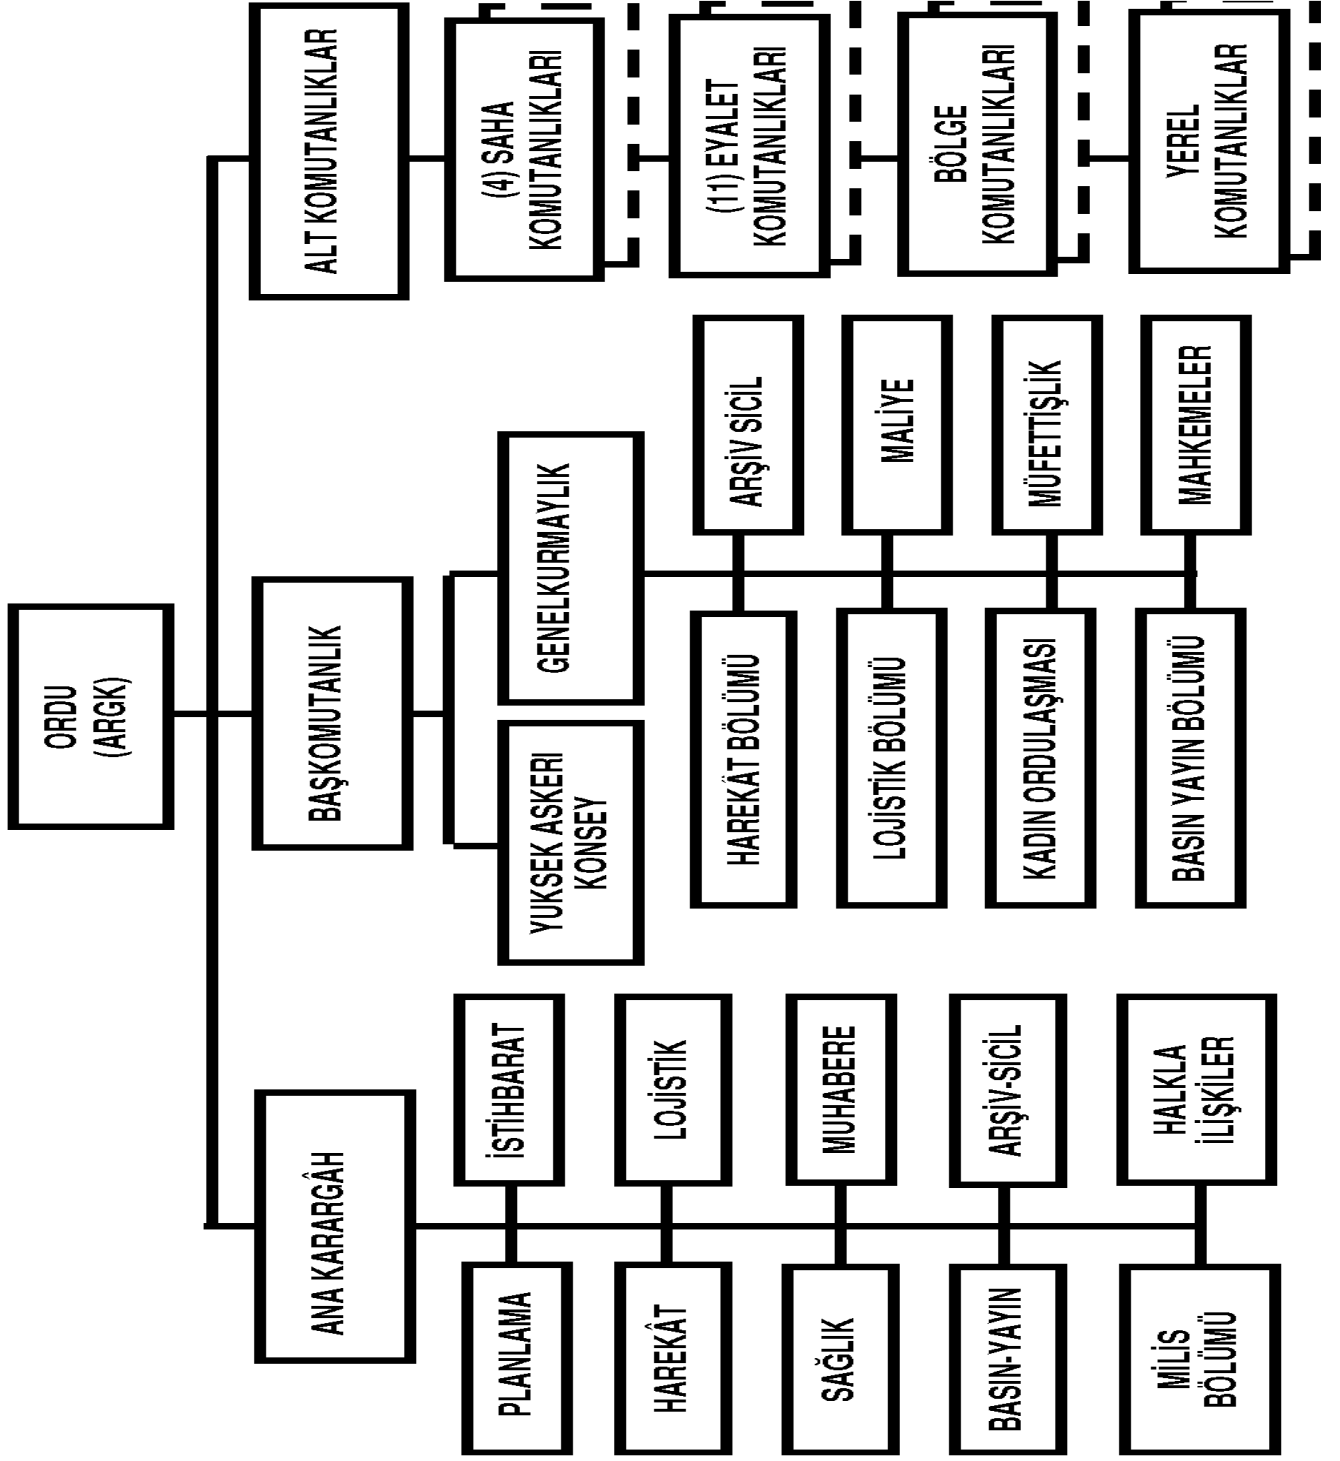 ORDU
(ARGK)
ANA KARARGÂH
BAŞKOMUTANLIK
ALT KOMUTANLIKLAR
PLANLAMA
İSTİHBARAT
HAREKÂT
LOJİSTİK
SAĞLIK
MUHABERE
BASIN-YAYIN
ARŞİV-SİCİL
MİLİS
BÖLÜMÜ
HALKLA
İLİŞKİLER
YUKSEK ASKERI
KONSEY
GENELKURMAYLIK
HAREKÂT BÖLÜMÜ
ARŞİV SİCİL
LOJİSTİK BÖLÜMÜ
MALİYE
KADIN ORDULAŞMASI
MÜFETTİŞLİK
BASIN YAYIN BÖLÜMÜ
MAHKEMELER
(4) SAHA
KOMUTANLIKLARI
(11) EYALET
KOMUTANLIKLARI
BÖLGE
KOMUTANLIKLARI
YEREL
KOMUTANLIKLAR